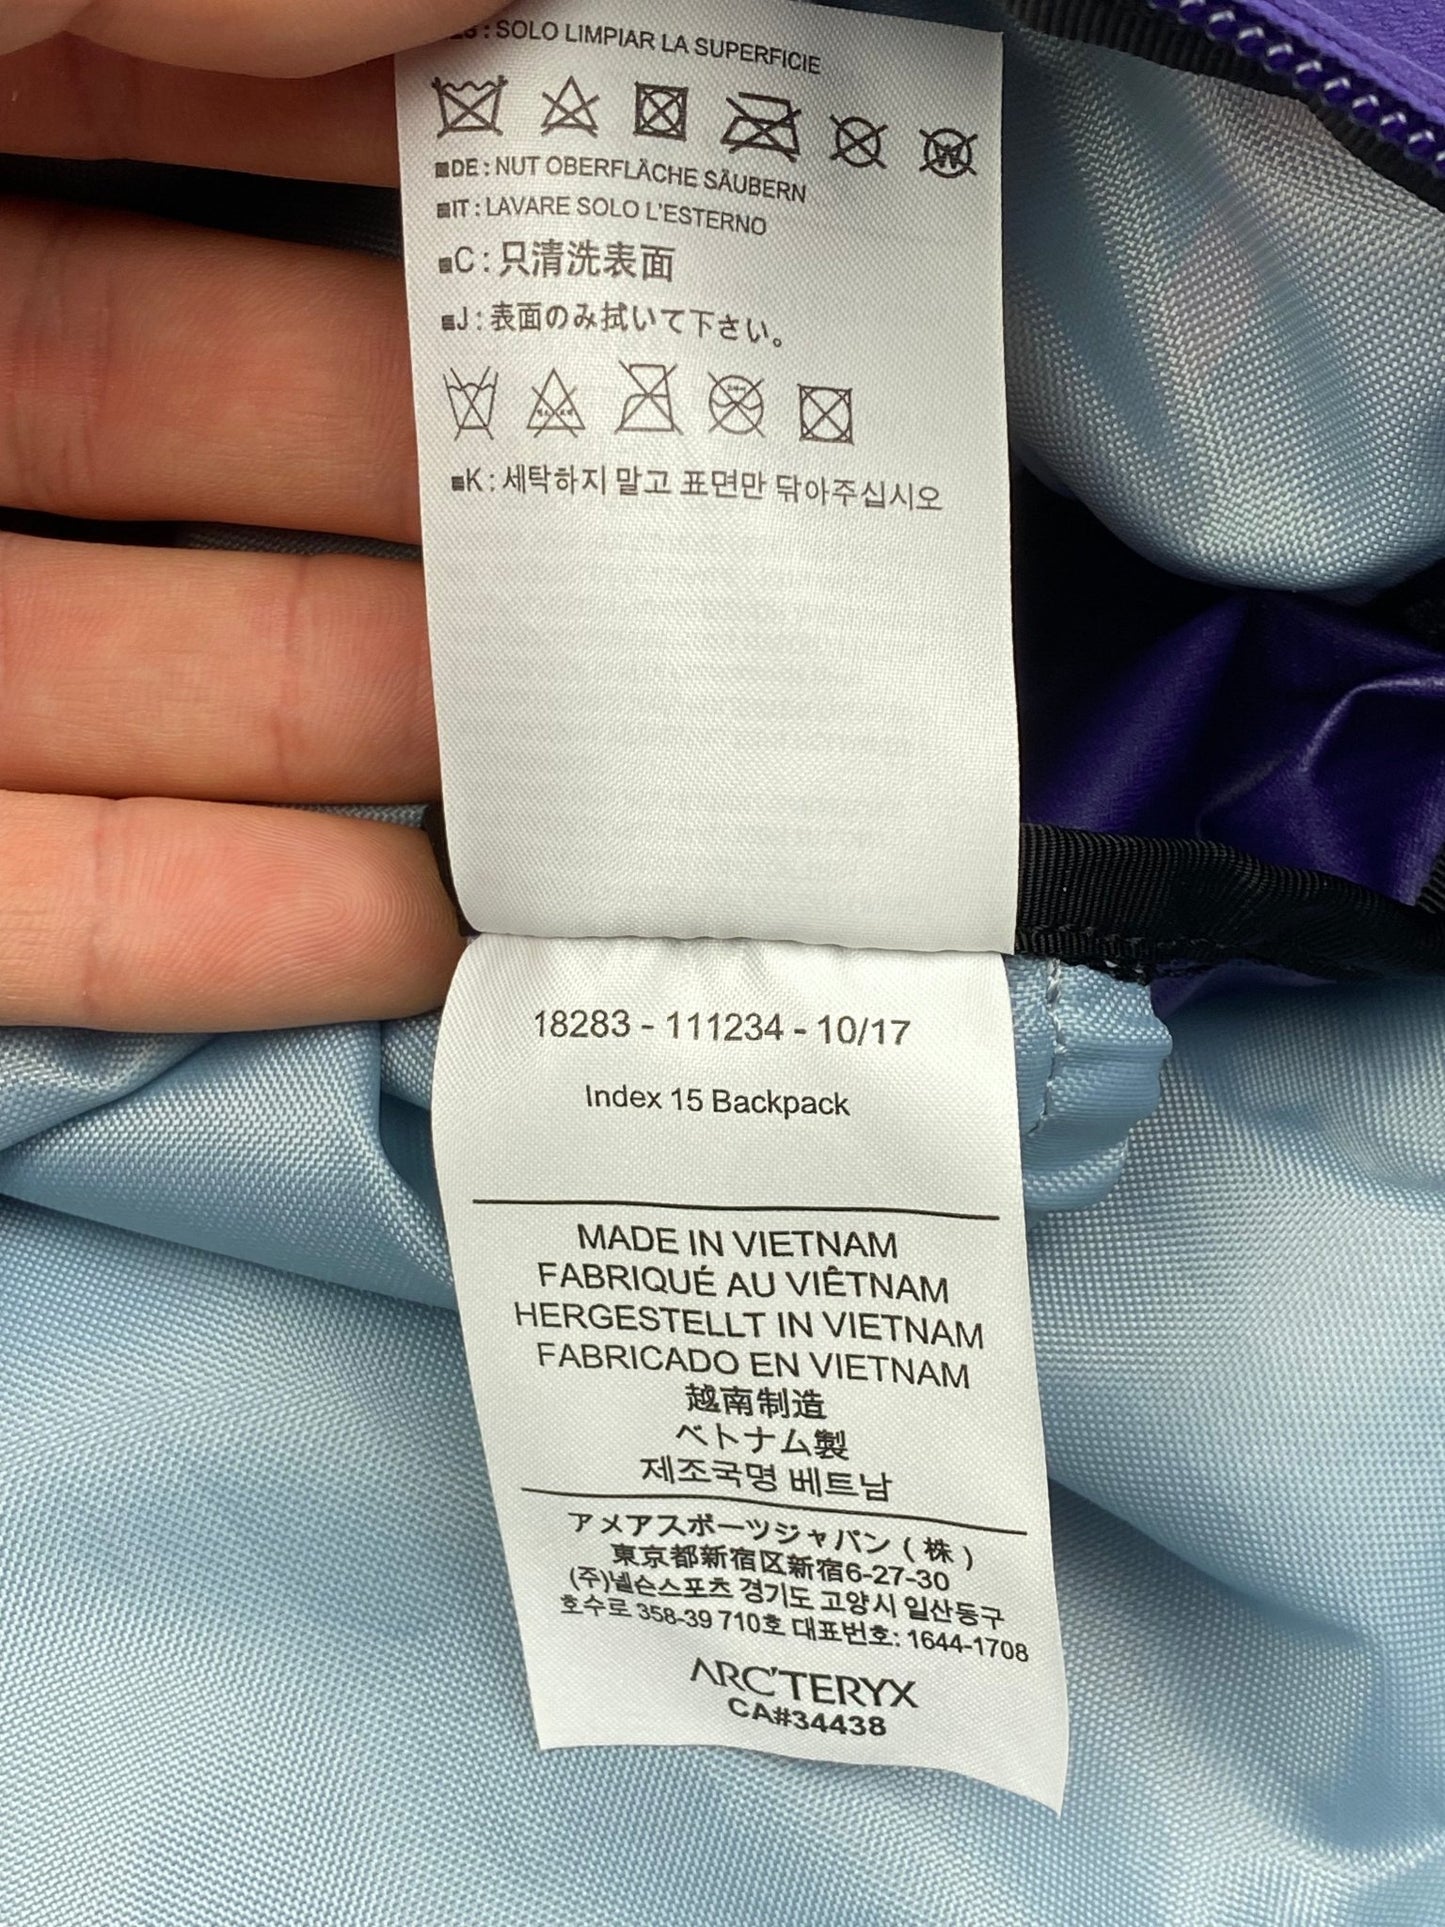 ES : SOLO LIMPIAR LA SUPERFICIE
W
DE : NUT OBERFLÄCHE SÄUBERN
IT : LAVARE SOLO L'ESTERNO
C : 只清洗表面
J : 表面のみ拭いて下さい。
K : 세탁하지 말고 표면만 닦아주십시오
18283 - 111234 - 10/17
Index 15 Backpack
MADE IN VIETNAM
FABRIQUÉ AU VIÊTNAM
HERGESTELLT IN VIETNAM
FABRICADO EN VIETNAM
越南制造
ベトナム製
제조국명 베트남
アメアスポーツジャパン ( 株 )
東京都新宿区新宿6-27-30
(주)넬슨스포츠 경기도 고양시 일산동구
호수로 358-39 710호 대표번호: 1644-1708
ARC'TERYX
CA#34438